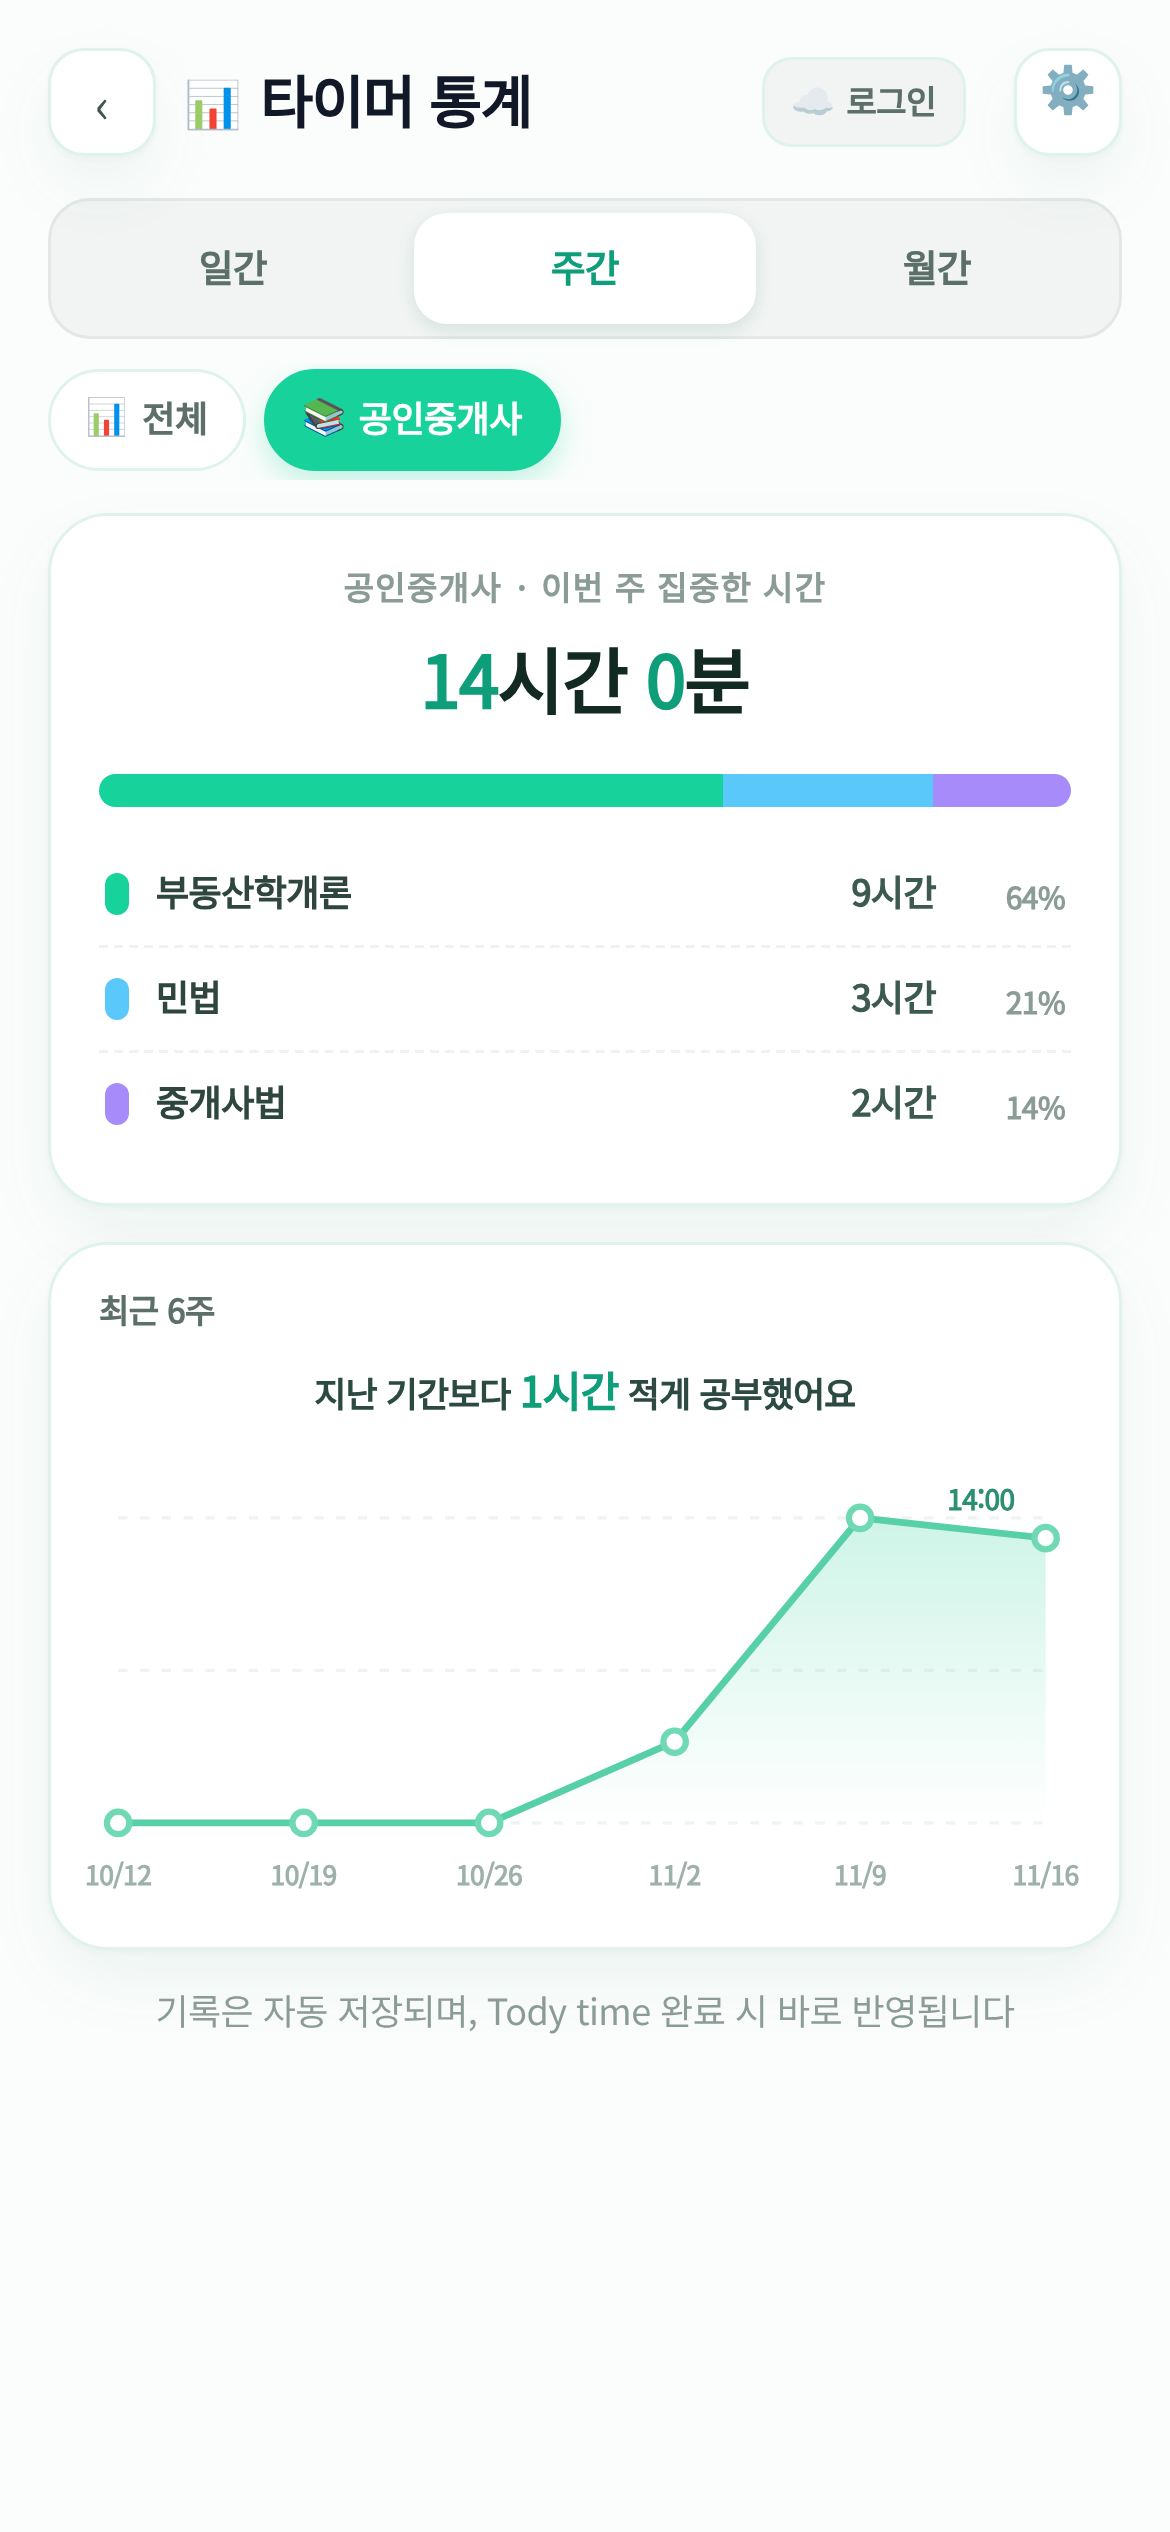 타이머 통계
로그인
일간
주간
월간
전체
공인중개사
공인중개사 · 이번 주 집중한 시간
14시간 0분
부동산학개론 9시간 64%
민법 3시간 21%
중개사법 2시간 14%
최근 6주
지난 기간보다 1시간 적게 공부했어요
14:00
10/12 10/19 10/26 11/2 11/9 11/16
기록은 자동 저장되며, Tody time 완료 시 바로 반영됩니다